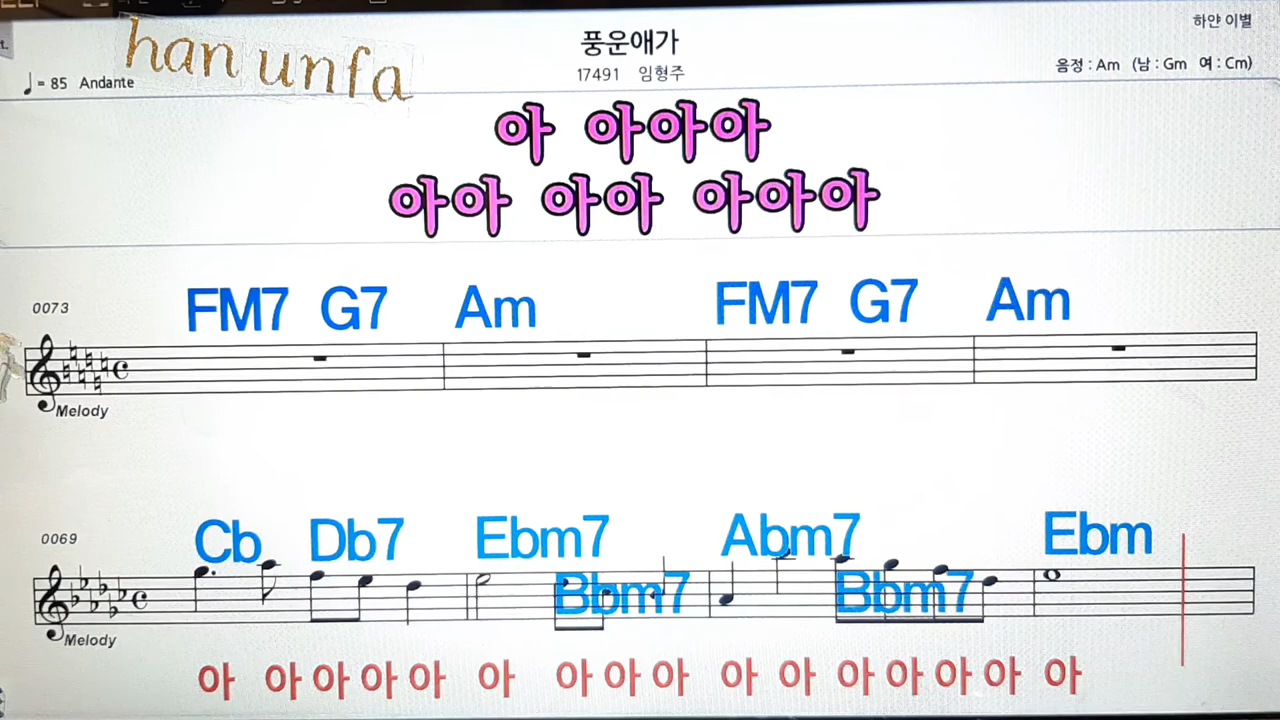 하얀 이별
han unfa
풍운애가
17491 임형주
♩= 85 Andante
음정 : Am (남 : Gm 여 : Cm)
아 아아아
아아 아아 아아아
0073
FM7 G7 Am FM7 G7 Am
Melody
0069
Cb Db7 Ebm7 Bbm7 Abm7 Bbm7 Ebm
Melody
아 아 아 아 아 아 아 아 아 아 아 아 아 아 아 아